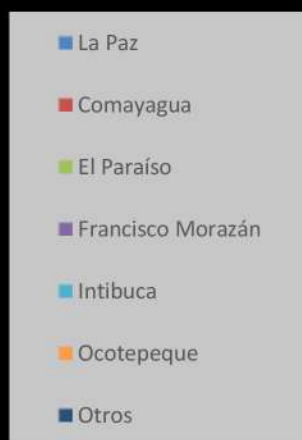 La Paz
Comayagua
El Paraíso
Francisco Morazán
Intibuca
Ocotepeque
Otros